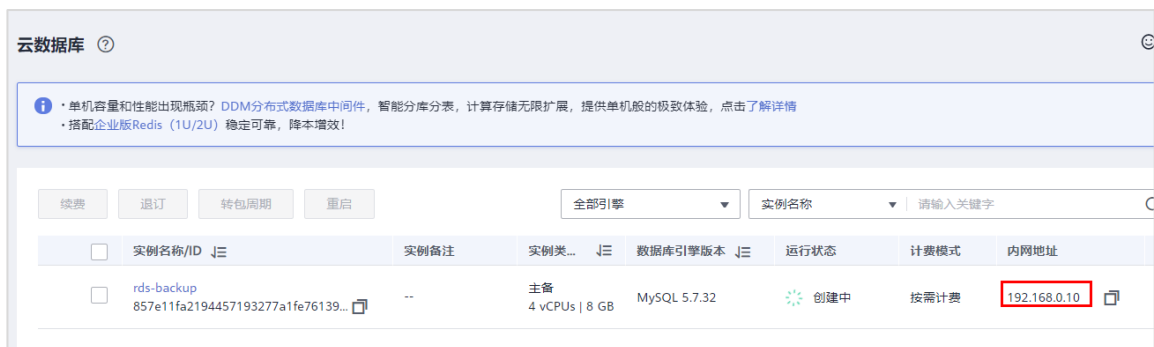 云数据库
・单机容量和性能出现瓶颈？DDM分布式数据库中间件，智能分库分表，计算存储无限扩展，提供单机般的极致体验，点击了解详情
・搭配企业版Redis（1U/2U）稳定可靠，降本增效！
续费 退订 转包周期 重启 全部引擎 实例名称 请输入关键字
实例名称/ID 实例备注 实例类... 数据库引擎版本 运行状态 计费模式 内网地址
rds-backup
857e11fa2194457193277a1fe76139...
--
主备
4 vCPUs | 8 GB
MySQL 5.7.32 创建中 按需计费 192.168.0.10